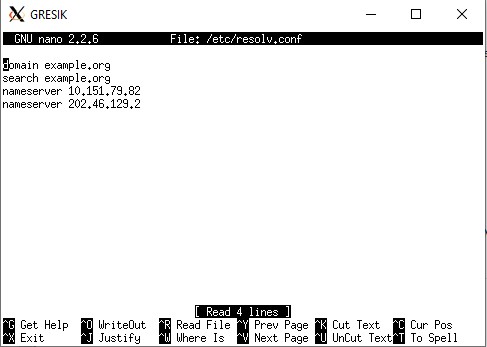 GRESIK
GNU nano 2.2.6 File: /etc/resolv.conf
domain example.org
search example.org
nameserver 10.151.79.82
nameserver 202.46.129.2
[ Read 4 lines ]
^G Get Help ^O WriteOut ^R Read File ^Y Prev Page ^K Cut Text ^C Cur Pos
^X Exit ^J Justify ^W Where Is ^V Next Page ^U UnCut Text ^T To Spell